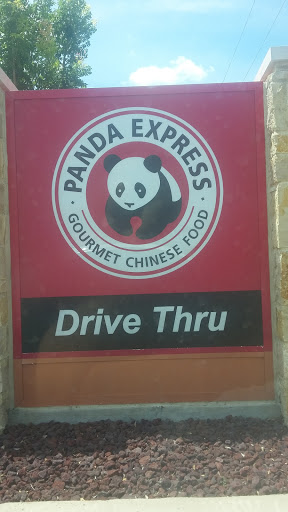 PANDA EXPRESS
GOURMET CHINESE FOOD
Drive Thru